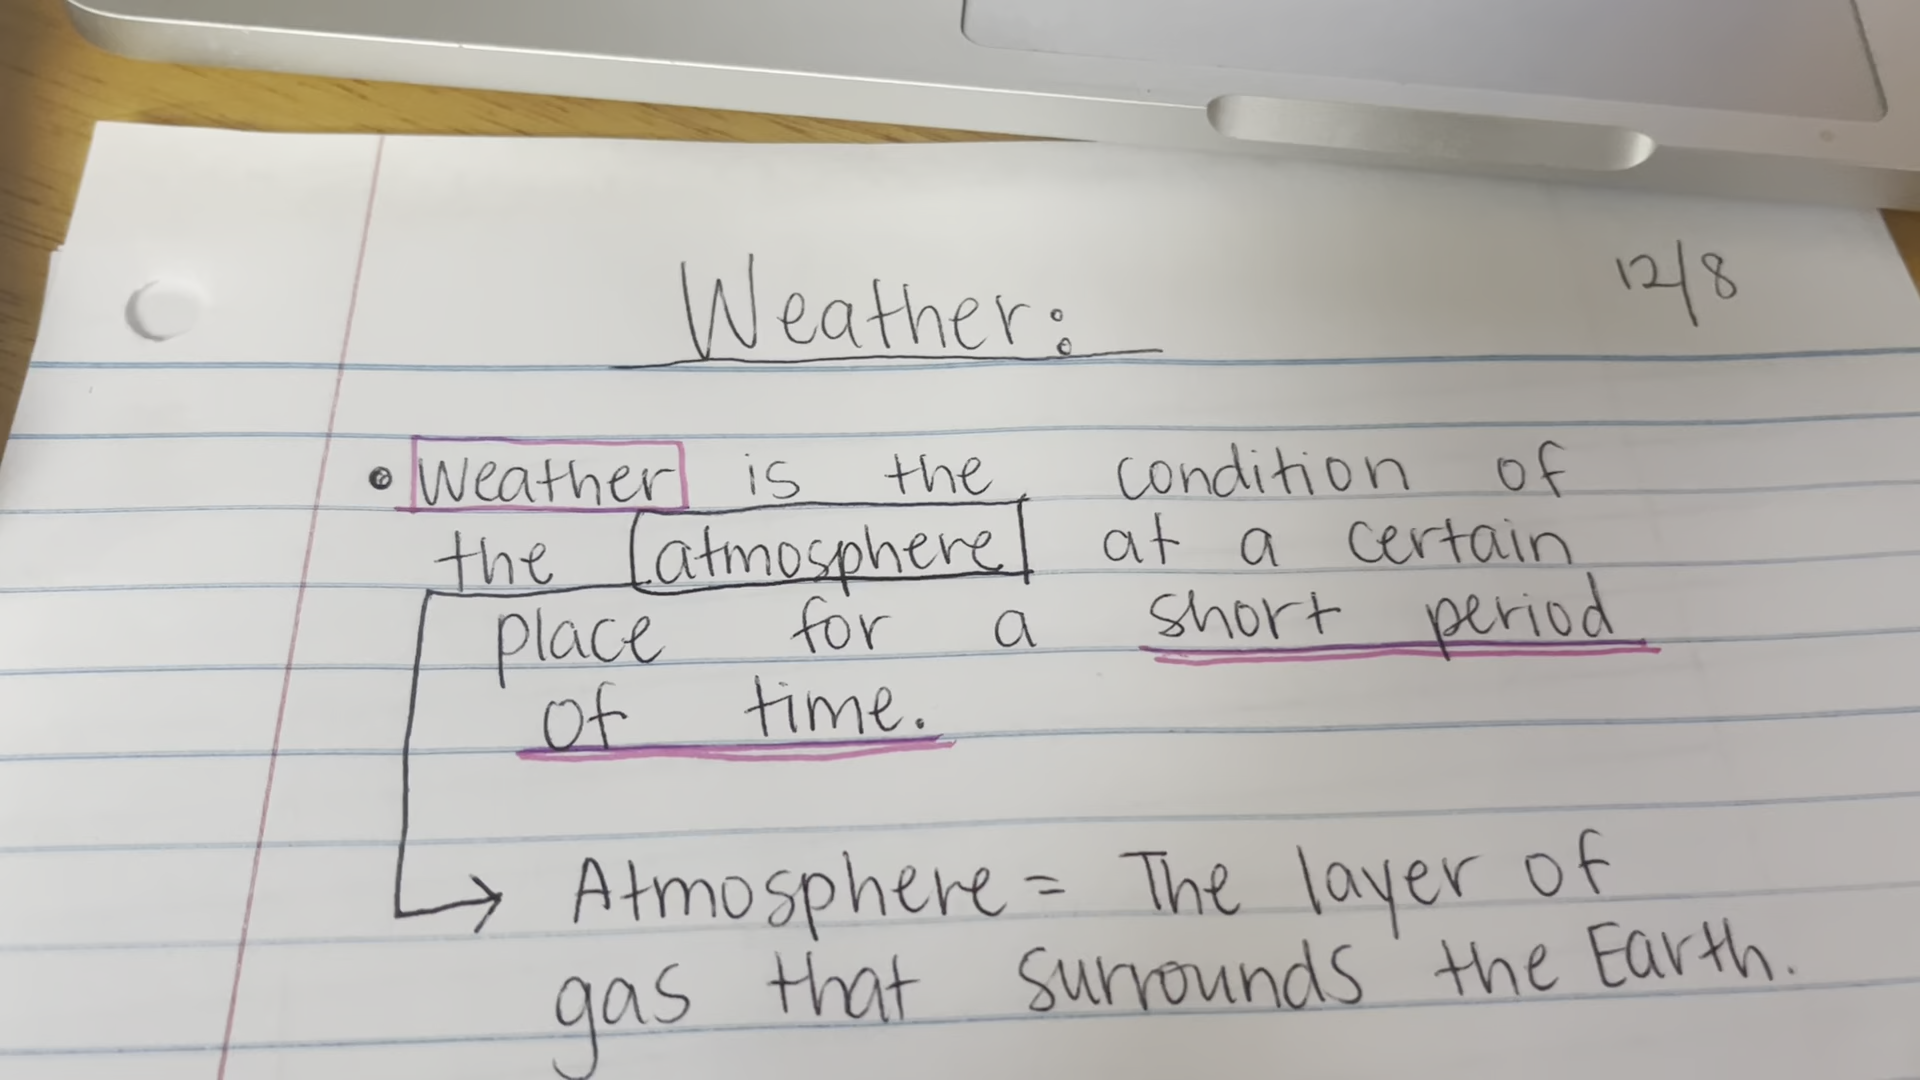 Weather:
12/8
• Weather is the condition of
the atmosphere at a certain
place for a short period
of time.
→ Atmosphere = The layer of
gas that surrounds the Earth.